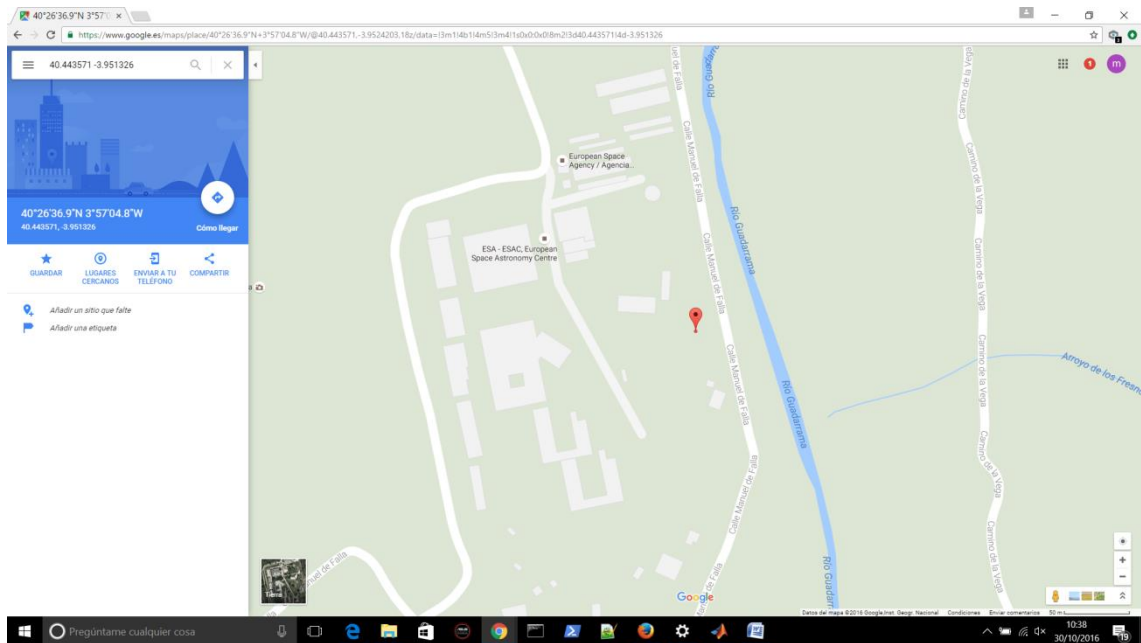 40°26'36.9"N 3°57'0
https://www.google.es/maps/place/40°26'36.9"N+3°57'04.8"W/@40.443571,-3.9524203,18z/data=!3m1!4b1!4m5!3m4!1s0x0:0x0!8m2!3d40.443571!4d-3.951326
40.443571 -3.951326
m
40°26'36.9"N 3°57'04.8"W
40.443571, -3.951326
Cómo llegar
GUARDAR
LUGARES CERCANOS
ENVIAR A TU TELÉFONO
COMPARTIR
Añadir un sitio que falte
Añadir una etiqueta
European Space
Agency / Agencia...
ESA - ESAC, European
Space Astronomy Centre
Calle Manuel de Falla
Calle Manuel de Falla
Calle Manuel de Falla
Calle Manuel de Falla
Río Guadarrama
Río Guadarrama
Río Guadarrama
Río Guadarrama
Camino de la Vega
Camino de la Vega
Camino de la Vega
Camino de la Vega
Camino de la Vega
Camino de la Vega
Arroyo de los Fresno
nuel de Falla
Tierra
Google
Datos del mapa ©2016 Google, Inst. Geogr. Nacional Condiciones Enviar comentarios 50 m
Pregúntame cualquier cosa
10:38
30/10/2016
19